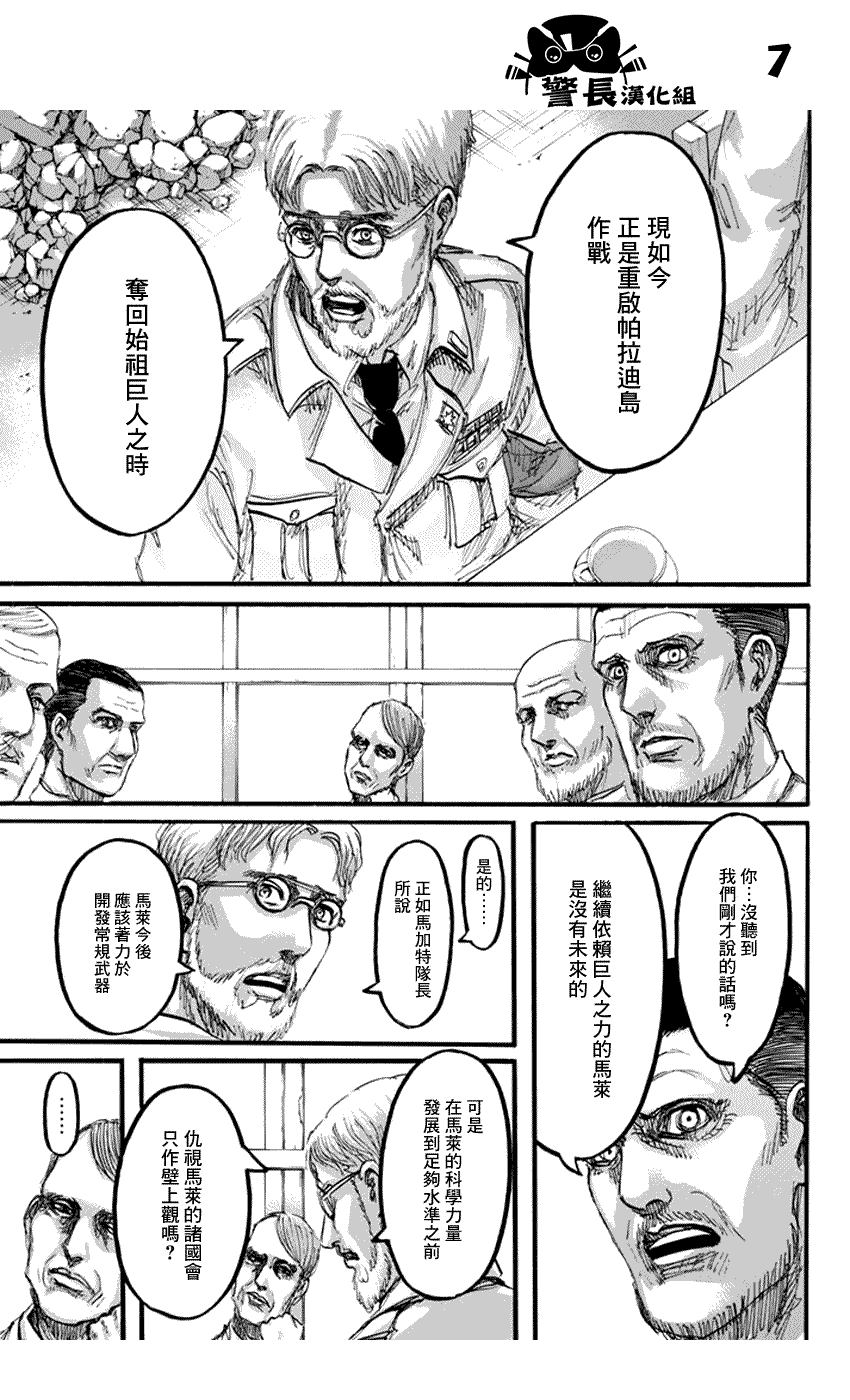 警長漢化組
7
現如今
正是重啟帕拉迪島
作戰
奪回始祖巨人之時
你…沒聽到
我們剛才說的話嗎？
繼續依賴巨人之力的馬萊
是沒有未來的
是的……
正如馬加特隊長
所說
馬萊今後
應該著力於
開發常規武器
可是
在馬萊的科學力量
發展到足夠水準之前
仇視馬萊的諸國會
只作壁上觀嗎？
……